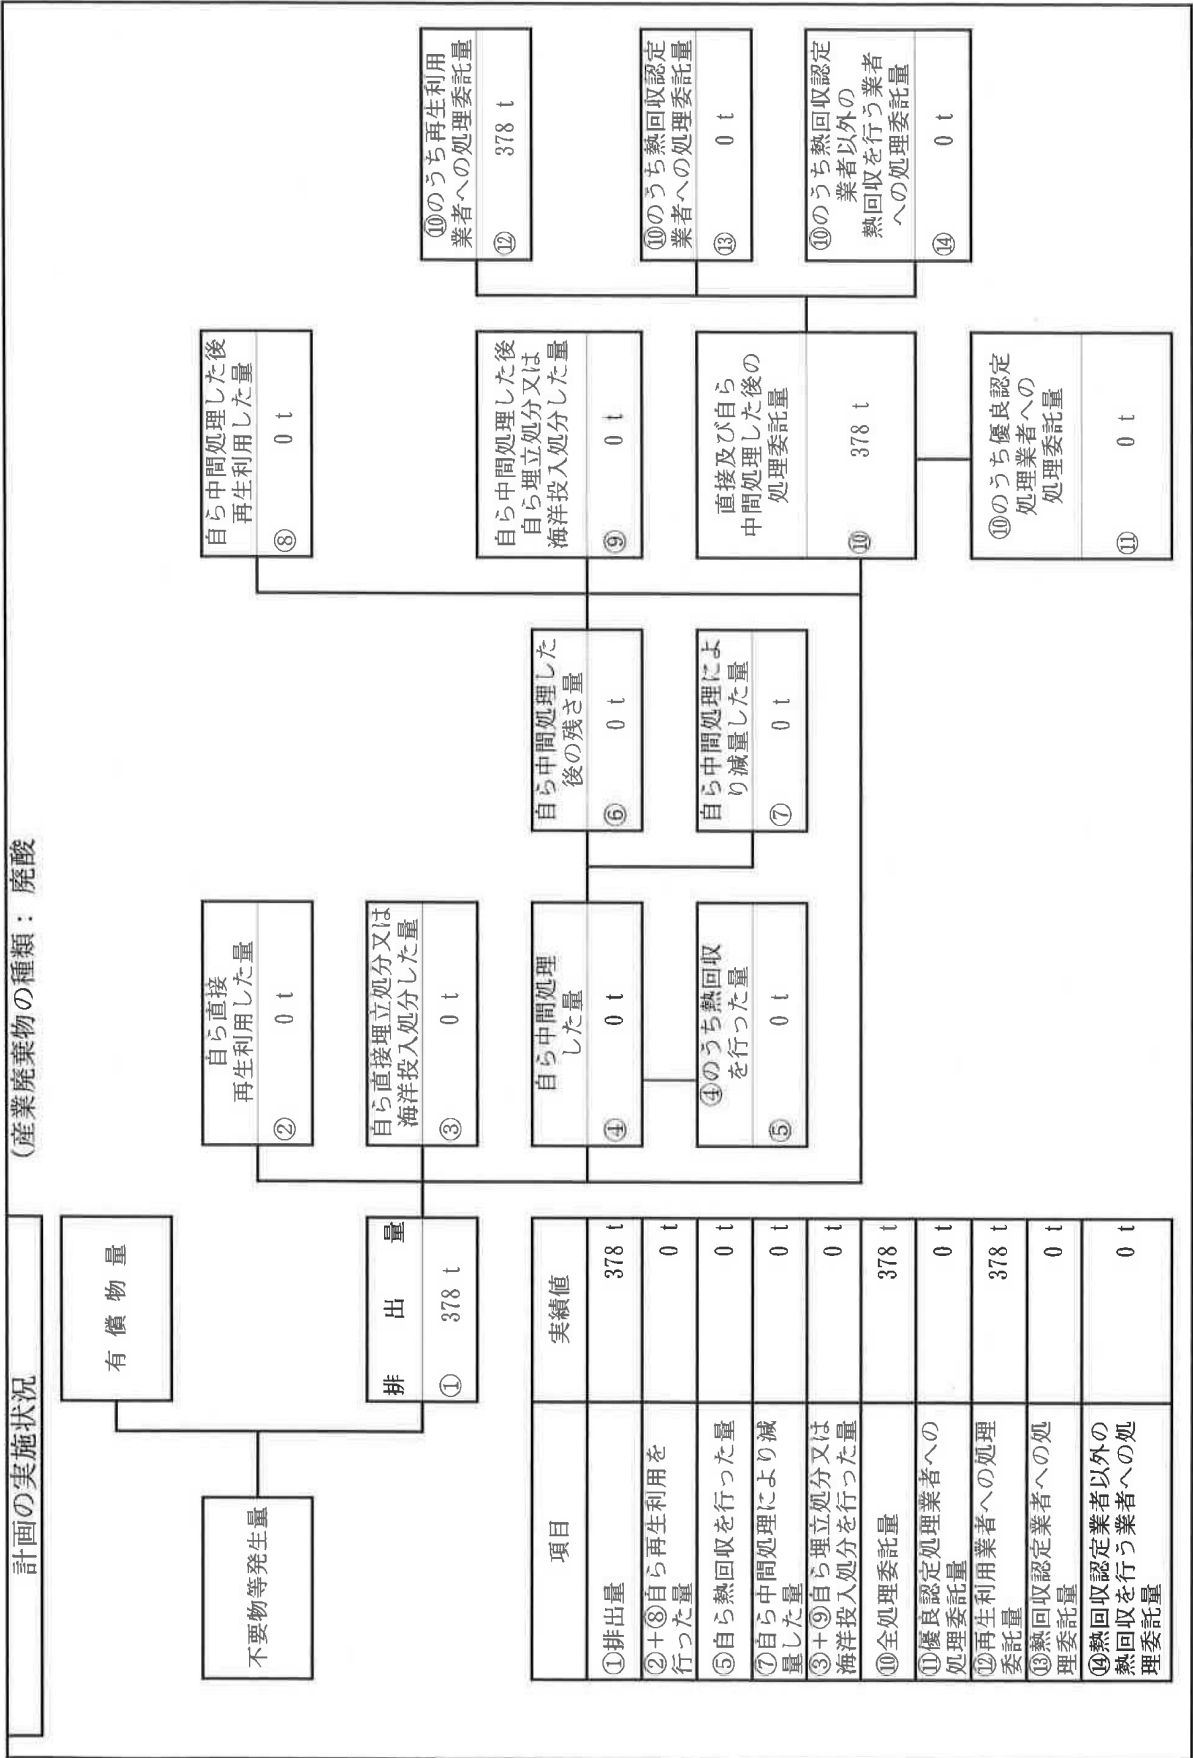 計画の実施状況
(産業廃棄物の種類： 廃酸
不要物等発生量
有 償 物 量
排 出 量
① 378 t
自ら直接
再生利用した量
② 0 t
自ら直接埋立処分又は
海洋投入処分した量
③ 0 t
自ら中間処理
した量
④ 0 t
④のうち熱回収
を行った量
⑤ 0 t
自ら中間処理した
後の残さ量
⑥ 0 t
自ら中間処理によ
り減量した量
⑦ 0 t
自ら中間処理した後
再生利用した量
⑧ 0 t
自ら中間処理した後
自ら埋立処分又は
海洋投入処分した量
⑨ 0 t
直接及び自ら
中間処理した後の
処理委託量
⑩ 378 t
⑩のうち優良認定
処理業者への
処理委託量
⑪ 0 t
⑩のうち再生利用
業者への処理委託量
⑫ 378 t
⑩のうち熱回収認定
業者への処理委託量
⑬ 0 t
⑩のうち熱回収認定
業者以外の
熱回収を行う業者
への処理委託量
⑭ 0 t
項目 実績値
①排出量 378 t
②+⑧自ら再生利用を
行った量 0 t
⑤自ら熱回収を行った量 0 t
⑦自ら中間処理により減
量した量 0 t
③+⑨自ら埋立処分又は
海洋投入処分を行った量 0 t
⑩全処理委託量 378 t
⑪優良認定処理業者への
処理委託量 0 t
⑫再生利用業者への処理
委託量 378 t
⑬熱回収認定業者への処
理委託量 0 t
⑭熱回収認定業者以外の
熱回収を行う業者への処
理委託量 0 t